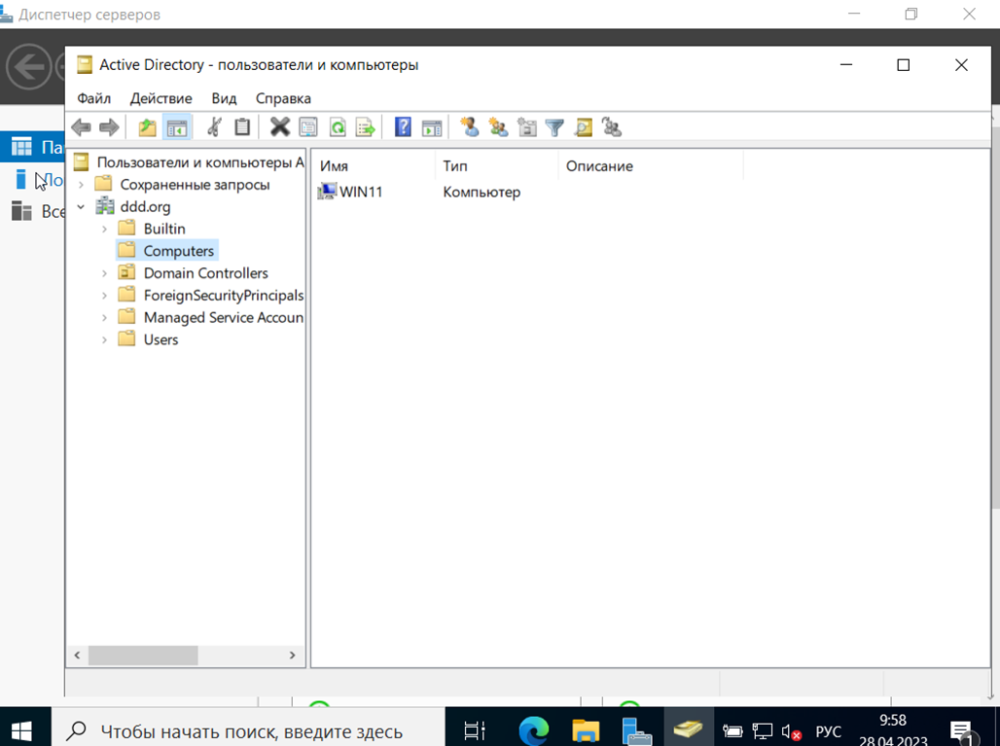 Диспетчер серверов
Active Directory - пользователи и компьютеры
Файл Действие Вид Справка
Па
Ло
Все
Пользователи и компьютеры A
Сохраненные запросы
ddd.org
Builtin
Computers
Domain Controllers
ForeignSecurityPrincipals
Managed Service Accoun
Users
Имя Тип Описание
WIN11 Компьютер
Чтобы начать поиск, введите здесь
РУС
9:58
28.04.2023
1